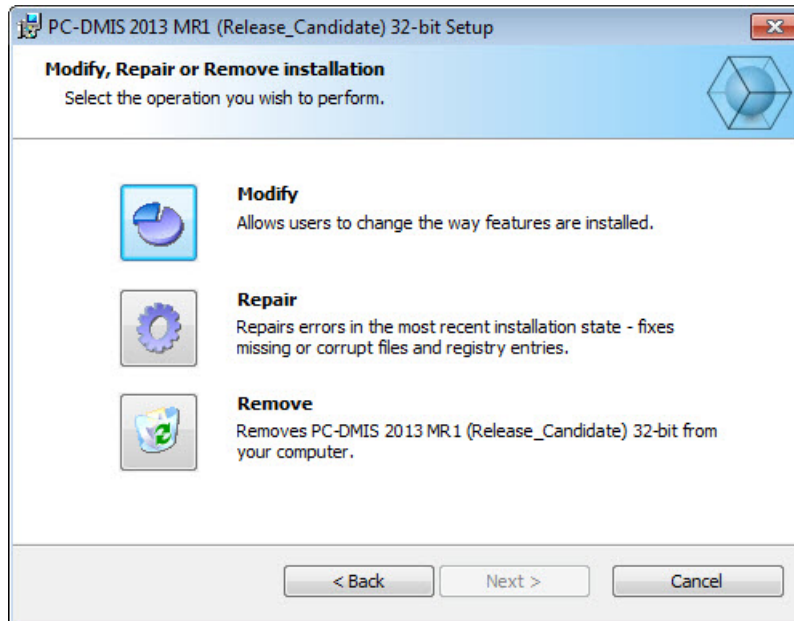 PC-DMIS 2013 MR1 (Release_Candidate) 32-bit Setup
Modify, Repair or Remove installation
Select the operation you wish to perform.
Modify
Allows users to change the way features are installed.
Repair
Repairs errors in the most recent installation state - fixes
missing or corrupt files and registry entries.
Remove
Removes PC-DMIS 2013 MR1 (Release_Candidate) 32-bit from
your computer.
< Back Next > Cancel